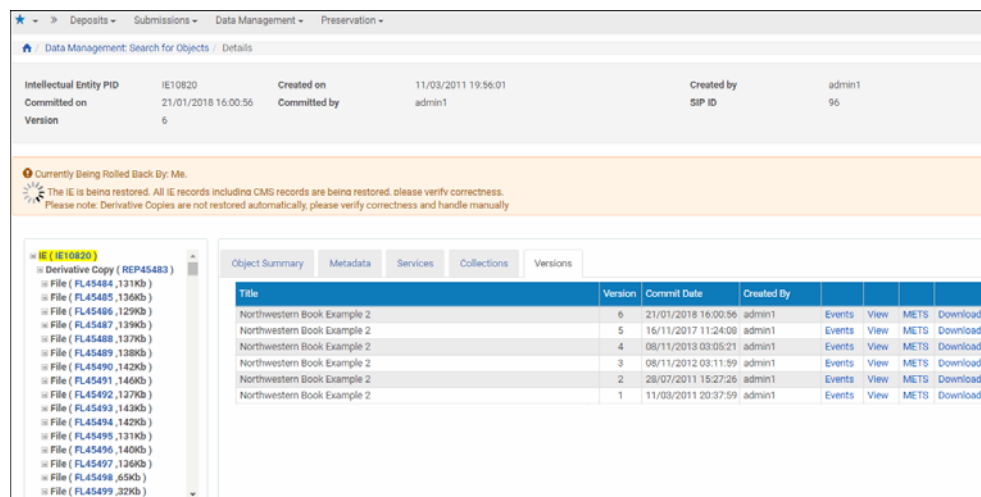 Deposits Submissions Data Management Preservation
Data Management: Search for Objects / Details
Intellectual Entity PID IE10820 Created on 11/03/2011 19:56:01 Created by admin1
Committed on 21/01/2018 16:00:56 Committed by admin1 SIP ID 96
Version 6
Currently Being Rolled Back By: Me.
The IE is being restored. All IE records including CMS records are being restored. please verify correctness.
Please note: Derivative Copies are not restored automatically, please verify correctness and handle manually
IE ( IE10820 )
Derivative Copy ( REP45483 )
File ( FL45484 ,131Kb )
File ( FL45485 ,136Kb )
File ( FL45486 ,129Kb )
File ( FL45487 ,139Kb )
File ( FL45488 ,137Kb )
File ( FL45489 ,138Kb )
File ( FL45490 ,142Kb )
File ( FL45491 ,146Kb )
File ( FL45492 ,137Kb )
File ( FL45493 ,143Kb )
File ( FL45494 ,142Kb )
File ( FL45495 ,131Kb )
File ( FL45496 ,140Kb )
File ( FL45497 ,136Kb )
File ( FL45498 ,65Kb )
File ( FL45499 ,32Kb )
Object Summary Metadata Services Collections Versions
Title Version Commit Date Created By
Northwestern Book Example 2 6 21/01/2018 16:00:56 admin1 Events View METS Download
Northwestern Book Example 2 5 16/11/2017 11:24:08 admin1 Events View METS Download
Northwestern Book Example 2 4 08/11/2013 03:05:21 admin1 Events View METS Download
Northwestern Book Example 2 3 08/11/2012 03:11:59 admin1 Events View METS Download
Northwestern Book Example 2 2 28/07/2011 15:27:26 admin1 Events View METS Download
Northwestern Book Example 2 1 11/03/2011 20:37:59 admin1 Events View METS Download